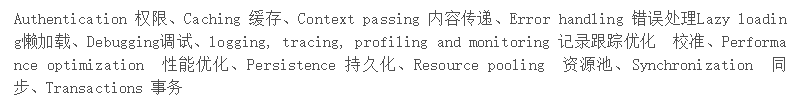 Authentication 权限、Caching 缓存、Context passing 内容传递、Error handling 错误处理Lazy loadin
g懒加载、Debugging调试、logging, tracing, profiling and monitoring 记录跟踪优化　校准、Performa
nce optimization　性能优化、Persistence 持久化、Resource pooling　资源池、Synchronization　同
步、Transactions 事务